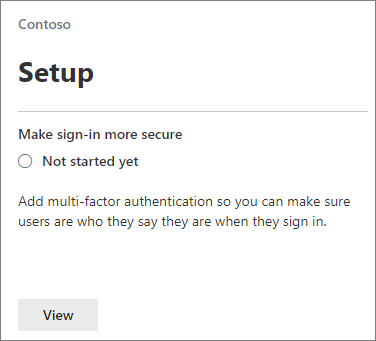 Contoso
Setup
Make sign-in more secure
Not started yet
Add multi-factor authentication so you can make sure
users are who they say they are when they sign in.
View